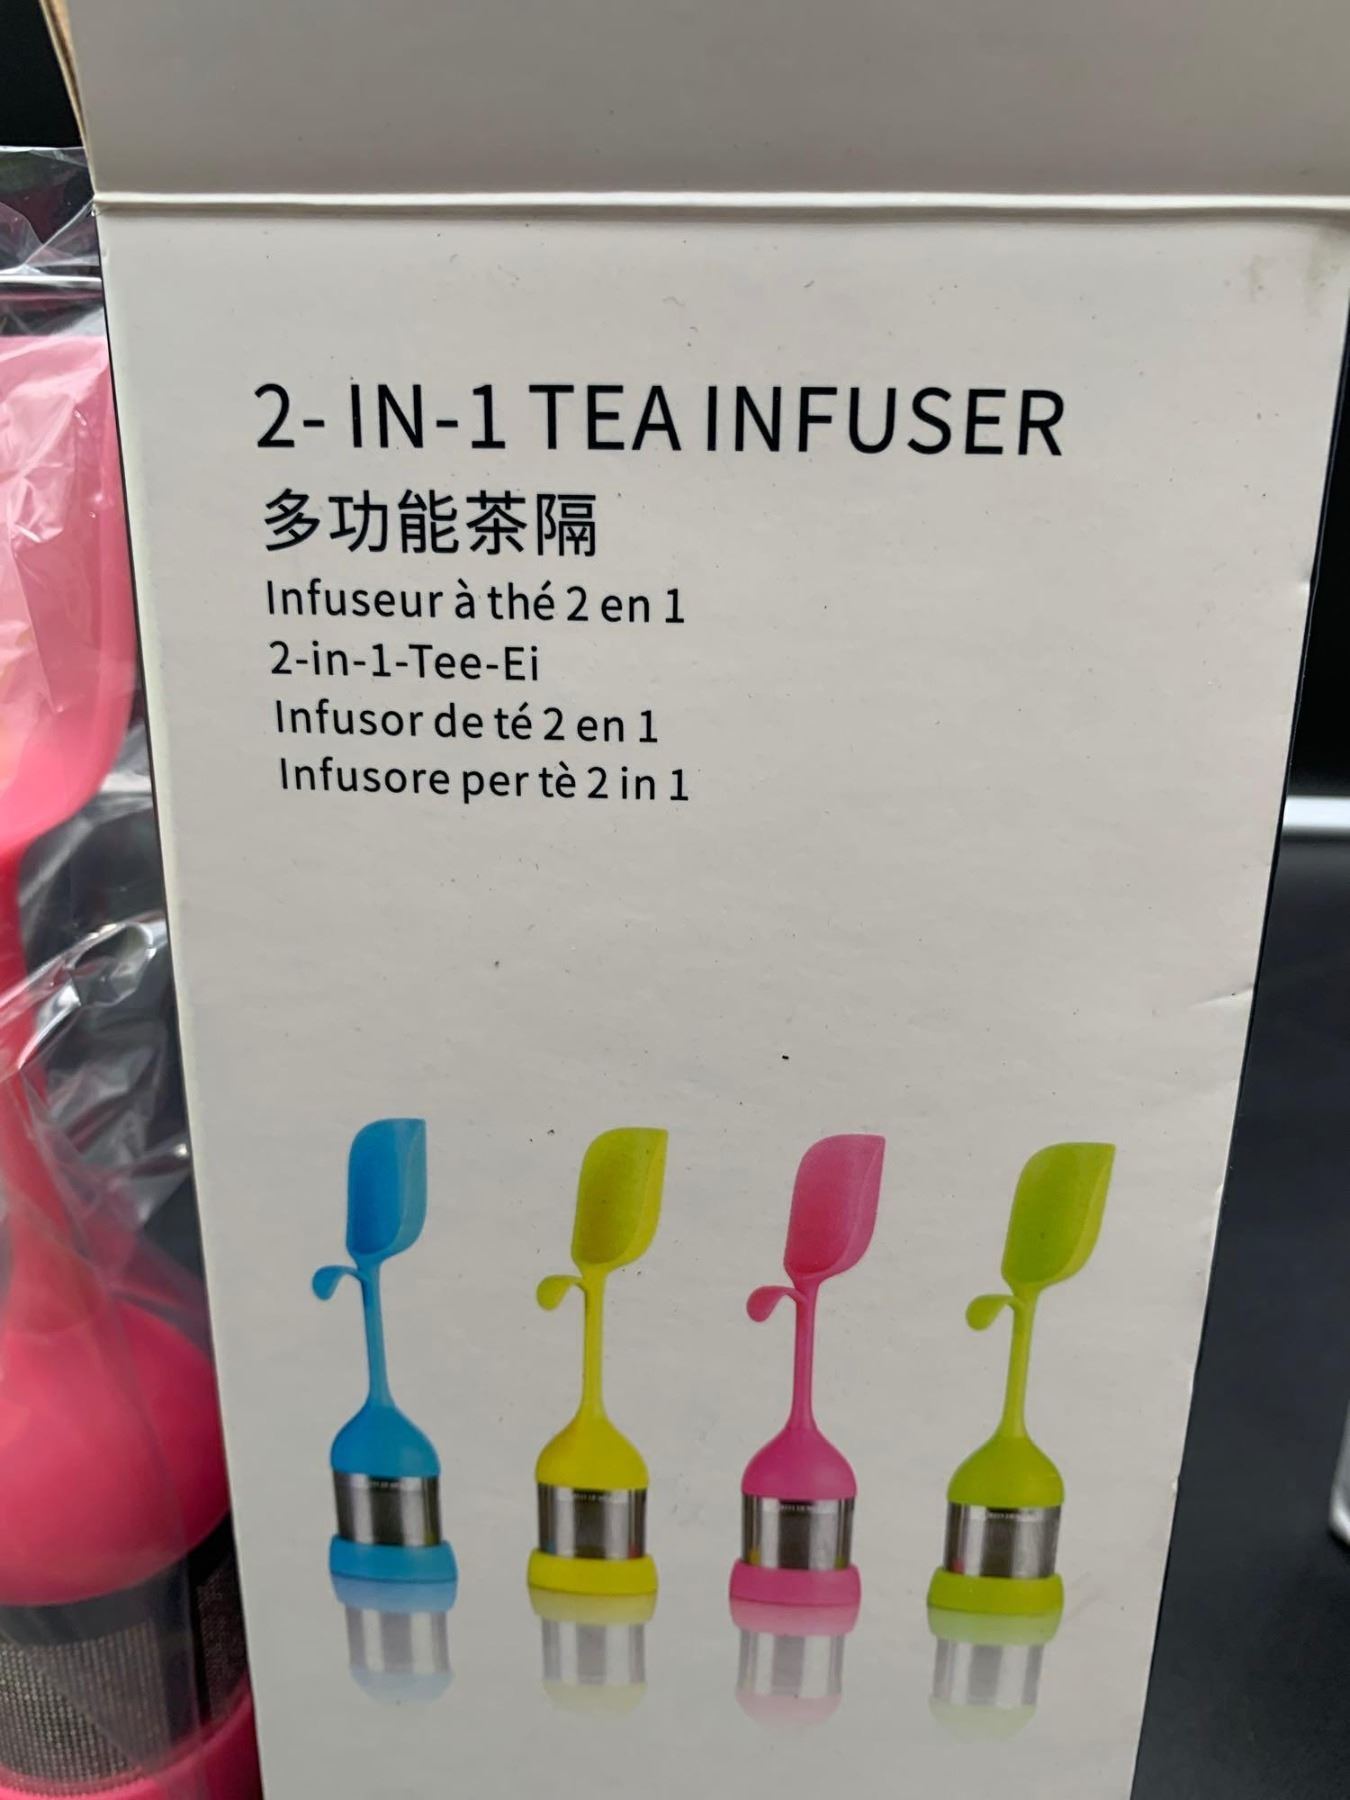 2- IN-1 TEA INFUSER
多功能茶隔
Infuseur à thé 2 en 1
2-in-1-Tee-Ei
Infusor de té 2 en 1
Infusore per tè 2 in 1